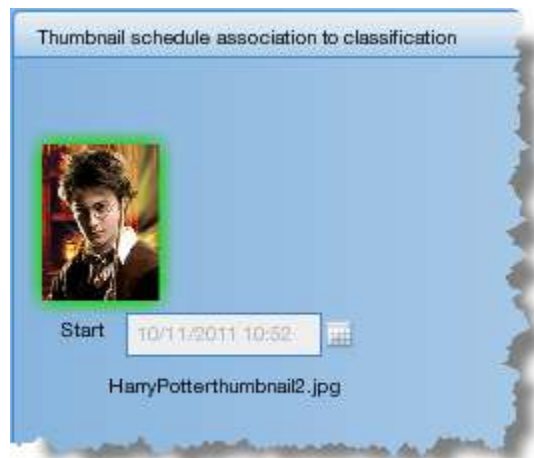 Thumbnail schedule association to classification
Start
10/11/2011 10:52
HarryPotterthumbnail2.jpg